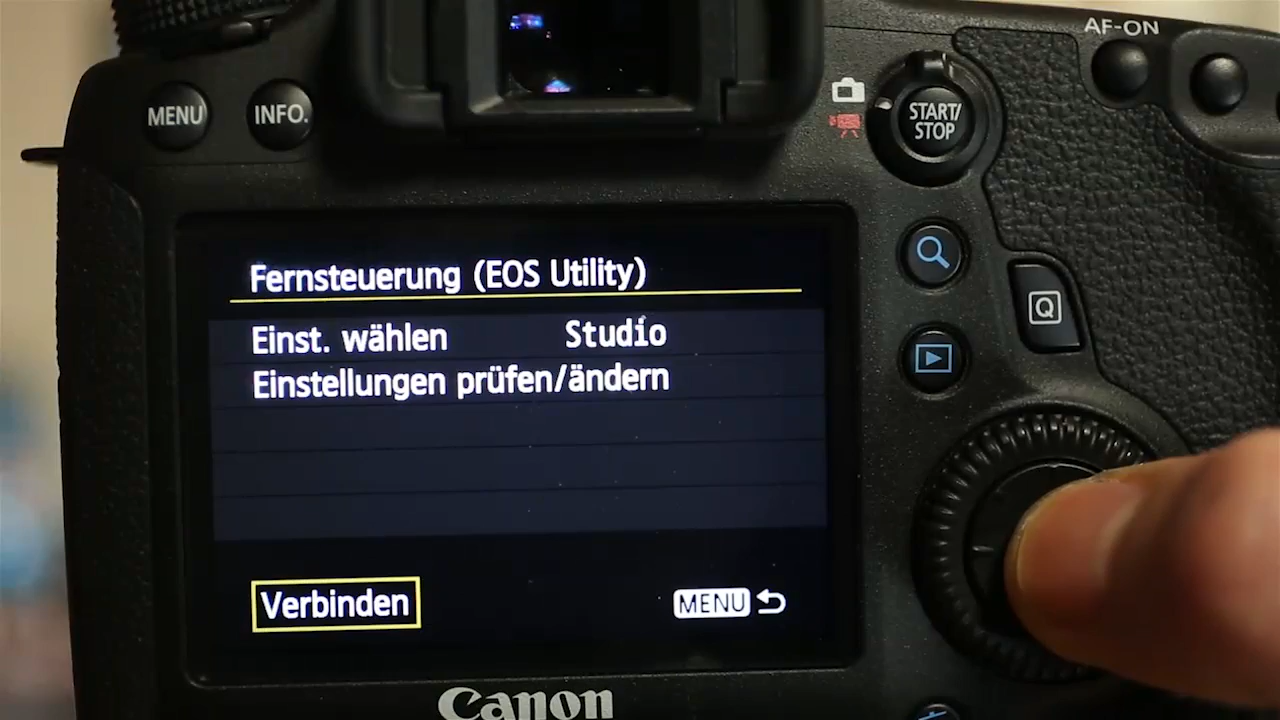 AF-ON
MENU
INFO.
START/
STOP
Q
Fernsteuerung (EOS Utility)
Einst. wählen Studio
Einstellungen prüfen/ändern
Verbinden
MENU
Canon